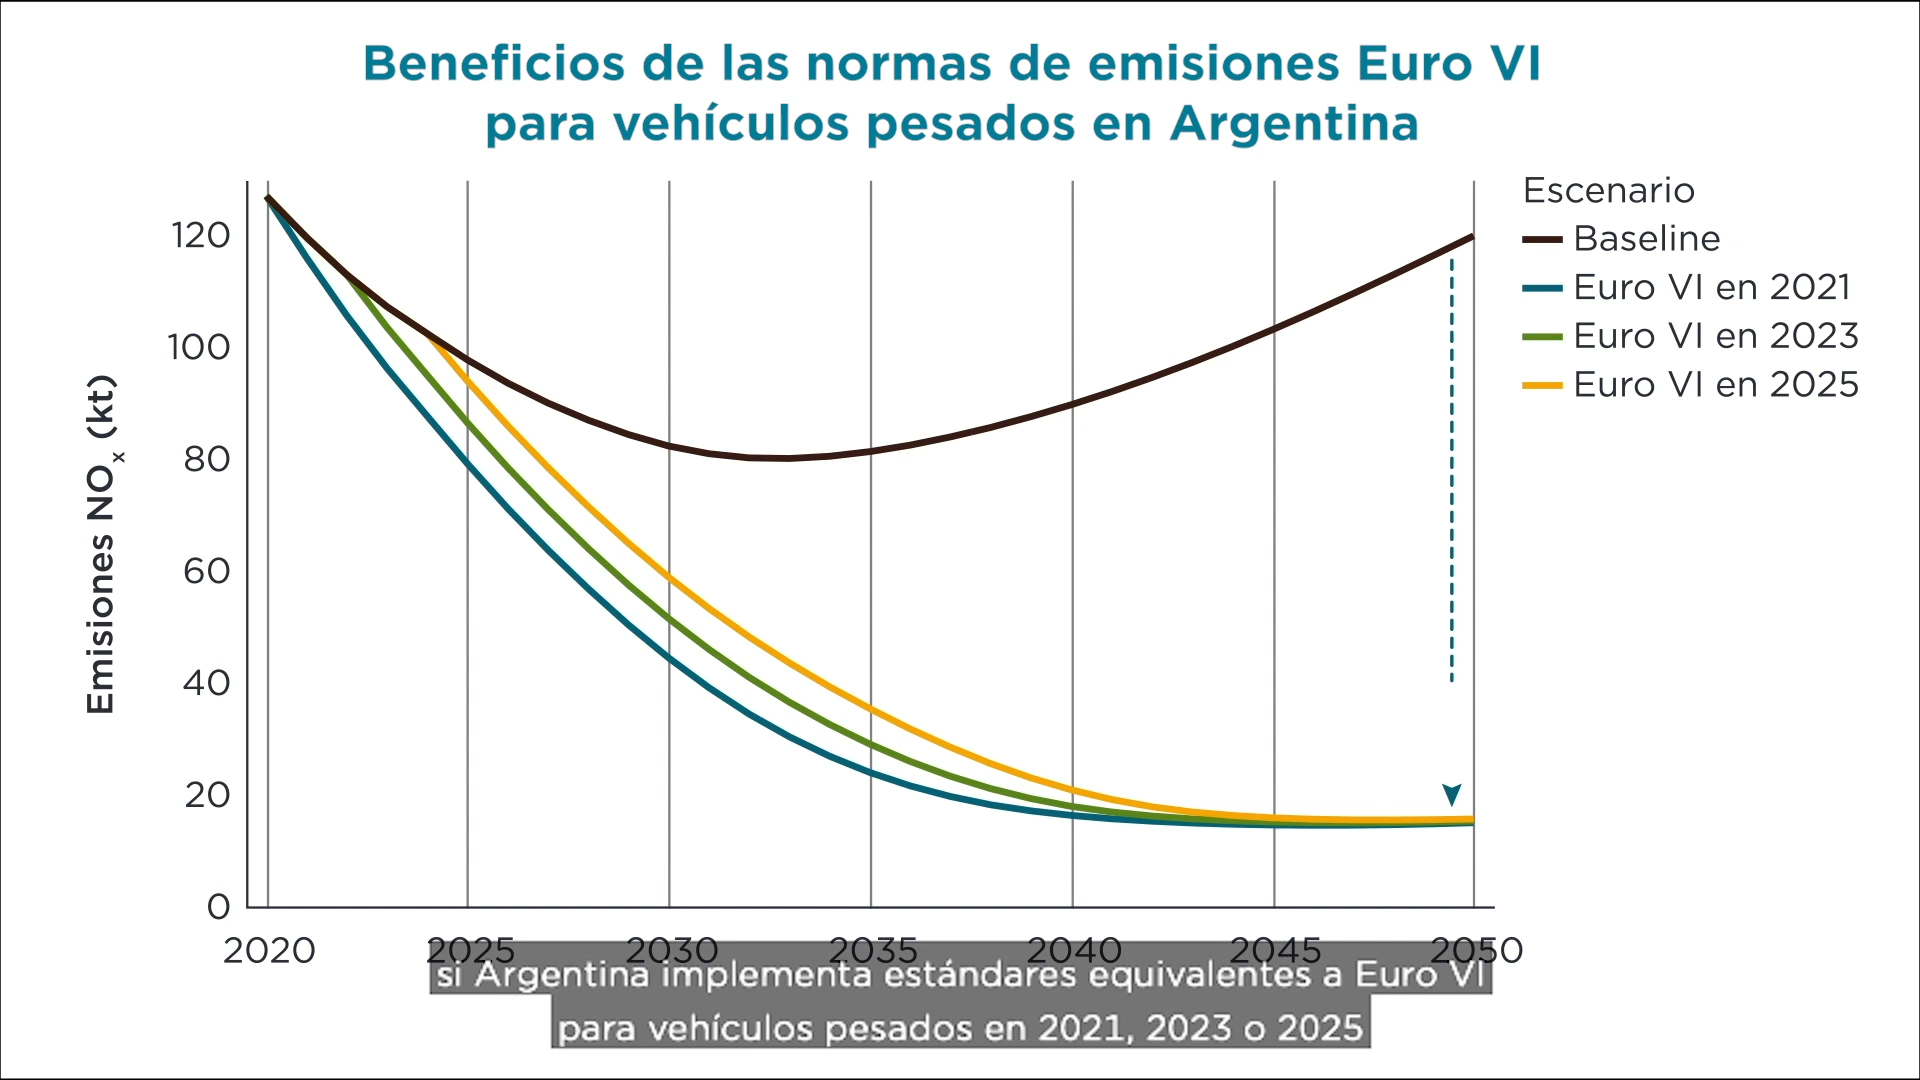 Beneficios de las normas de emisiones Euro VI
para vehículos pesados en Argentina
Escenario
Baseline
Euro VI en 2021
Euro VI en 2023
Euro VI en 2025
Emisiones NOx (kt)
120
100
80
60
40
20
0
2020 2025 2030 2035 2040 2045 2050
si Argentina implementa estándares equivalentes a Euro VI
para vehículos pesados en 2021, 2023 o 2025